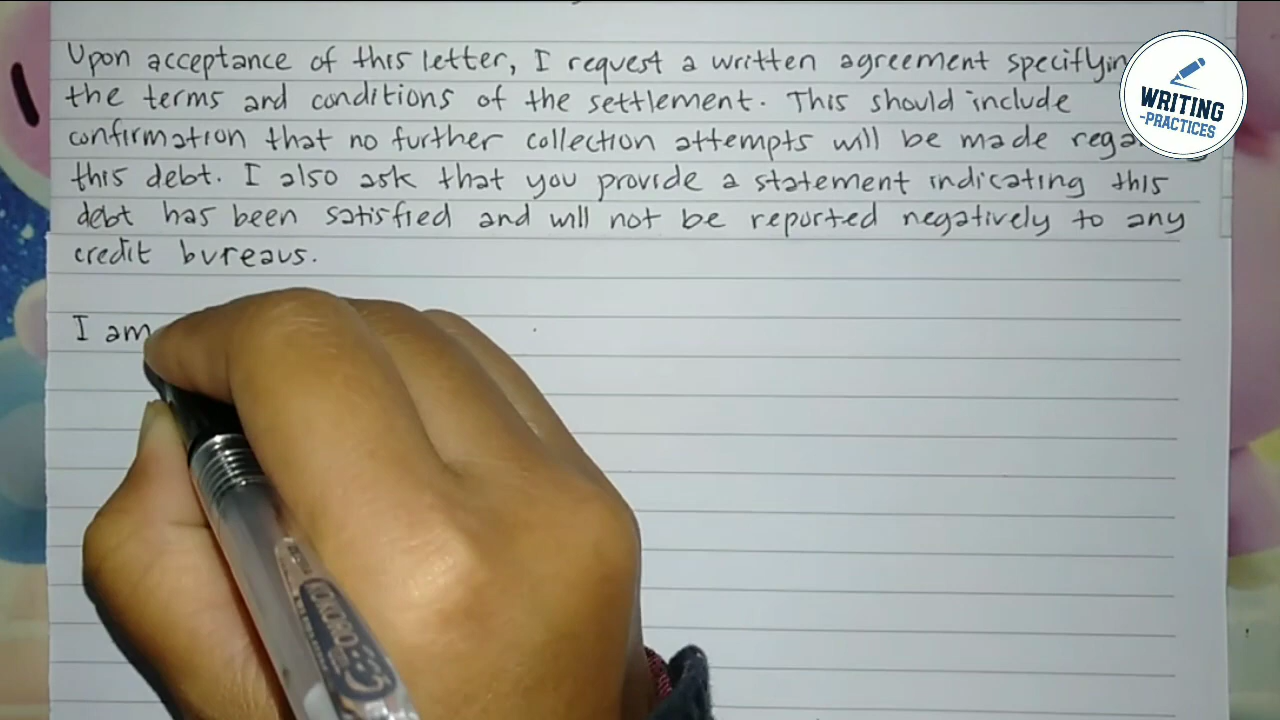 Upon acceptance of this letter, I request a written agreement
the terms and conditions of the settlement. This should include
confirmation that no further collection attempts will be made
this debt. I also ask that you provide a statement indicating this
debt has been satisfied and will not be reported negatively to any
credit bureaus.
I am
WRITING
-PRACTICES
KOKORO